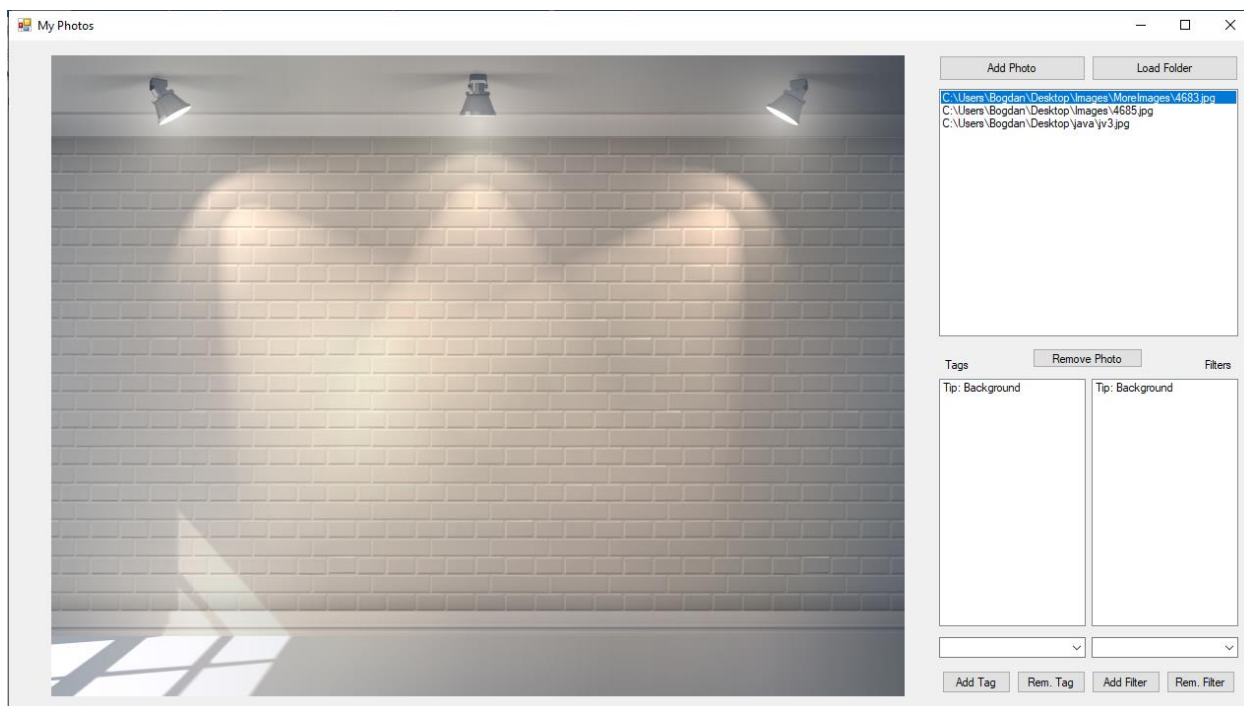 My Photos
Add Photo
Load Folder
C:\Users\Bogdan\Desktop\Images\MoreImages\4683.jpg
C:\Users\Bogdan\Desktop\Images\4685.jpg
C:\Users\Bogdan\Desktop\java\jv3.jpg
Remove Photo
Tags
Filters
Tip: Background
Tip: Background
Add Tag
Rem. Tag
Add Filter
Rem. Filter